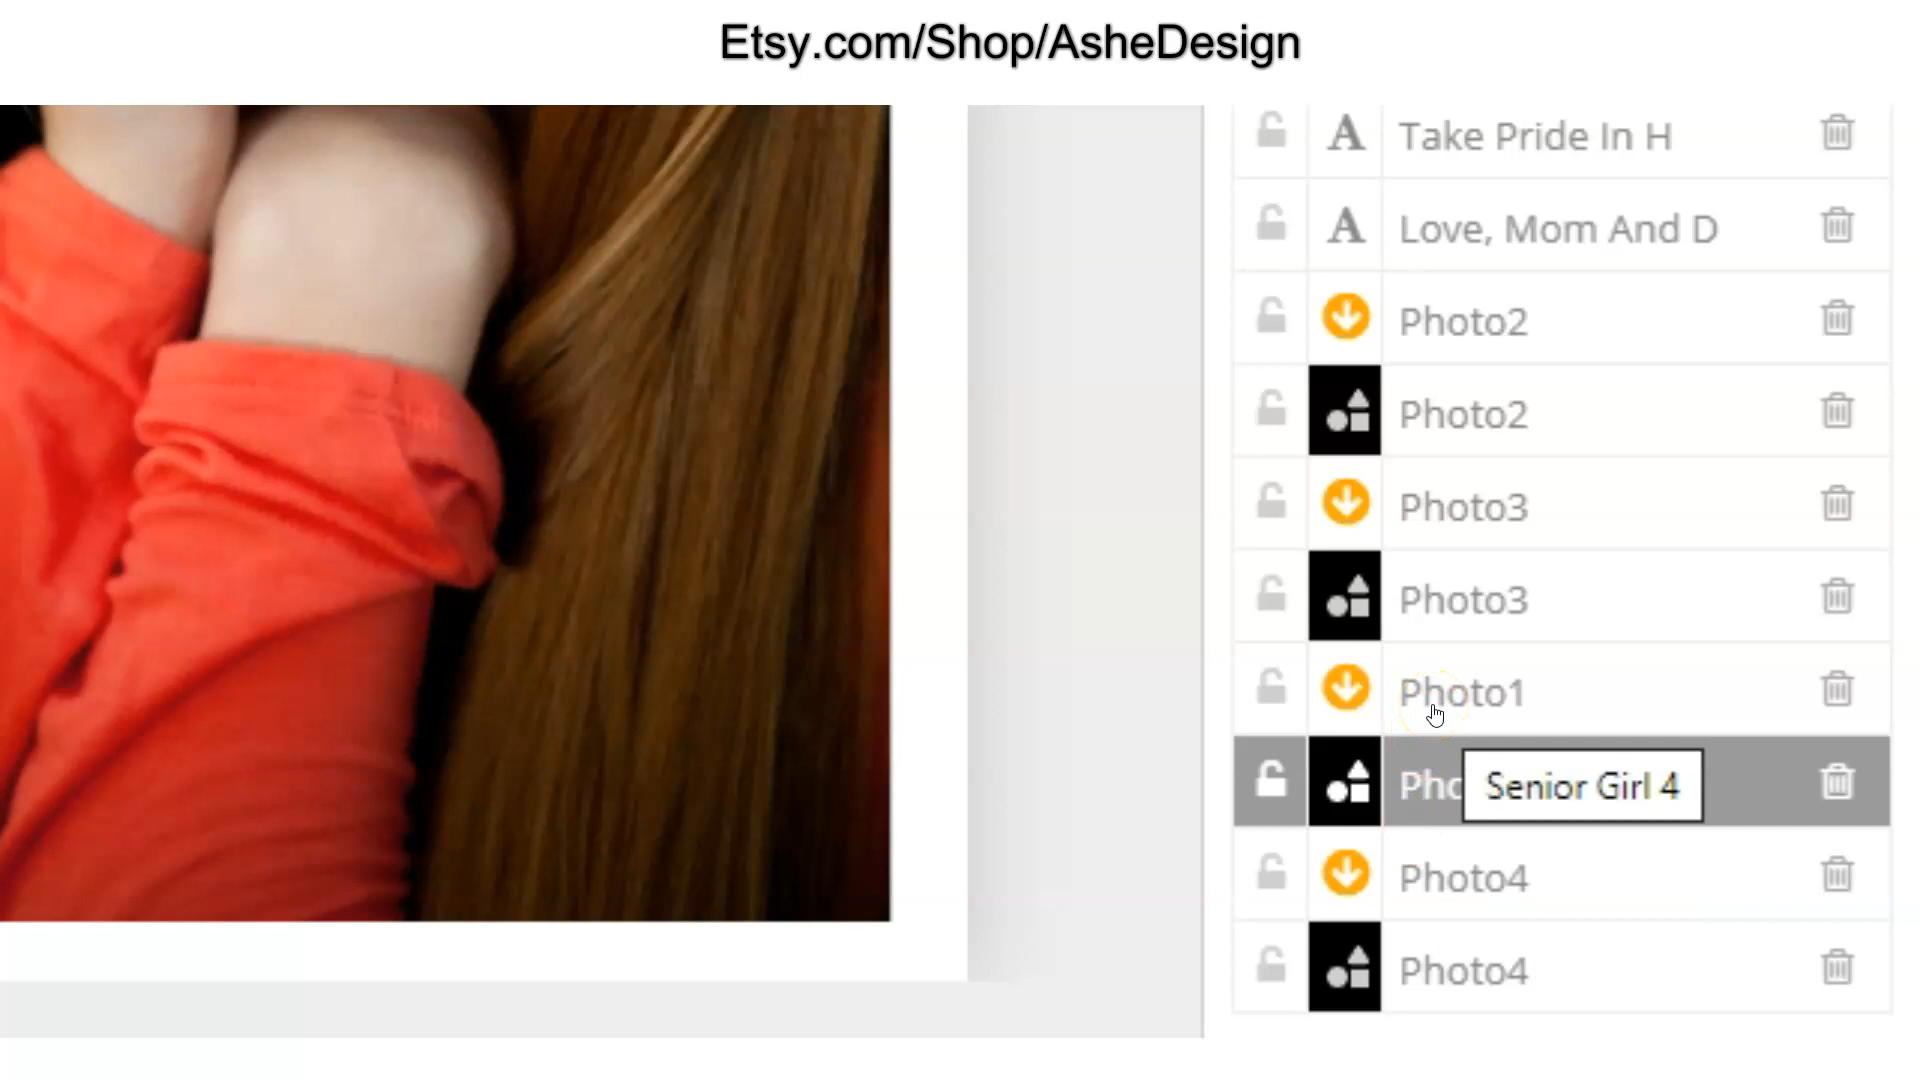 Etsy.com/Shop/AsheDesign
Take Pride In H
Love, Mom And D
Photo2
Photo2
Photo3
Photo3
Photo1
Pho
Senior Girl 4
Photo4
Photo4